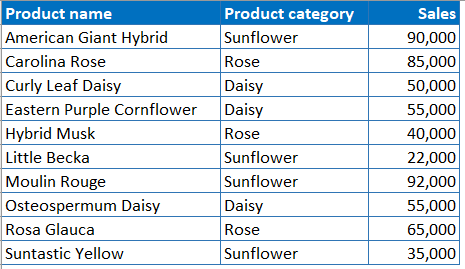 Product name Product category Sales
American Giant Hybrid Sunflower 90,000
Carolina Rose Rose 85,000
Curly Leaf Daisy Daisy 50,000
Eastern Purple Cornflower Daisy 55,000
Hybrid Musk Rose 40,000
Little Becka Sunflower 22,000
Moulin Rouge Sunflower 92,000
Osteospermum Daisy Daisy 55,000
Rosa Glauca Rose 65,000
Suntastic Yellow Sunflower 35,000